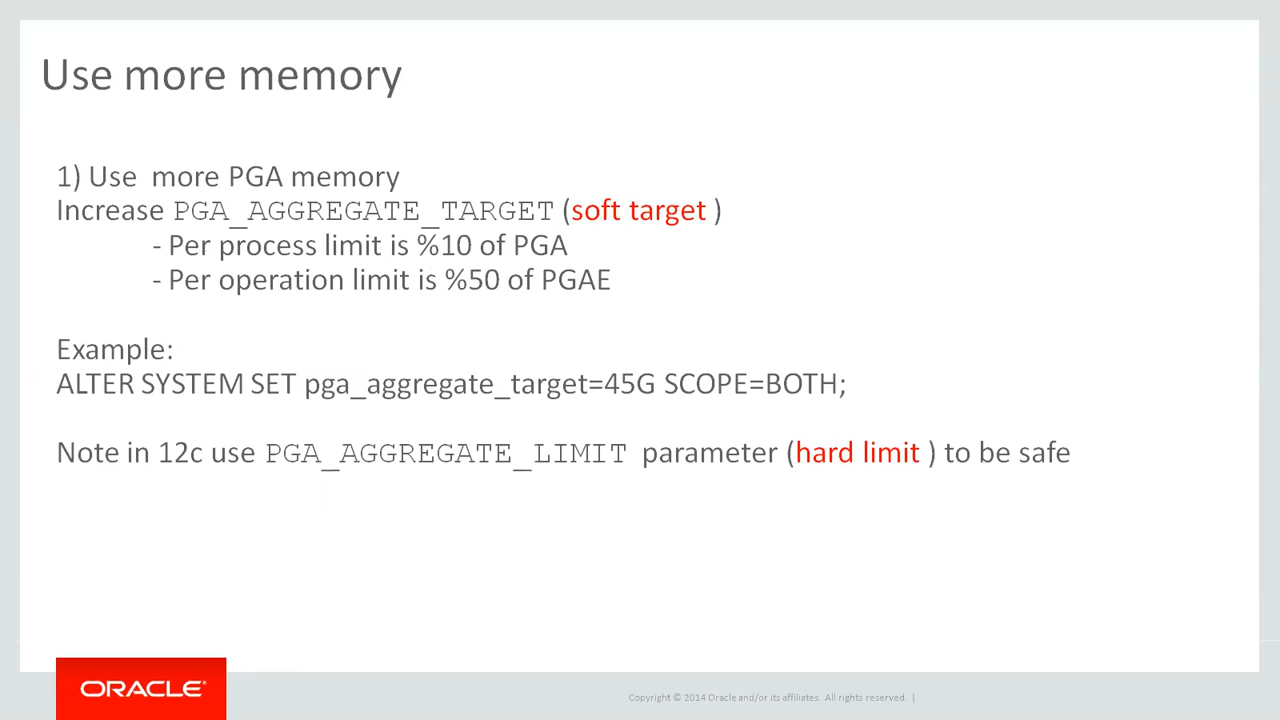 Use more memory
1) Use more PGA memory
Increase PGA_AGGREGATE_TARGET (soft target )
- Per process limit is %10 of PGA
- Per operation limit is %50 of PGAE
Example:
ALTER SYSTEM SET pga_aggregate_target=45G SCOPE=BOTH;
Note in 12c use PGA_AGGREGATE_LIMIT parameter (hard limit ) to be safe
ORACLE®
Copyright © 2014 Oracle and/or its affiliates. All rights reserved. |